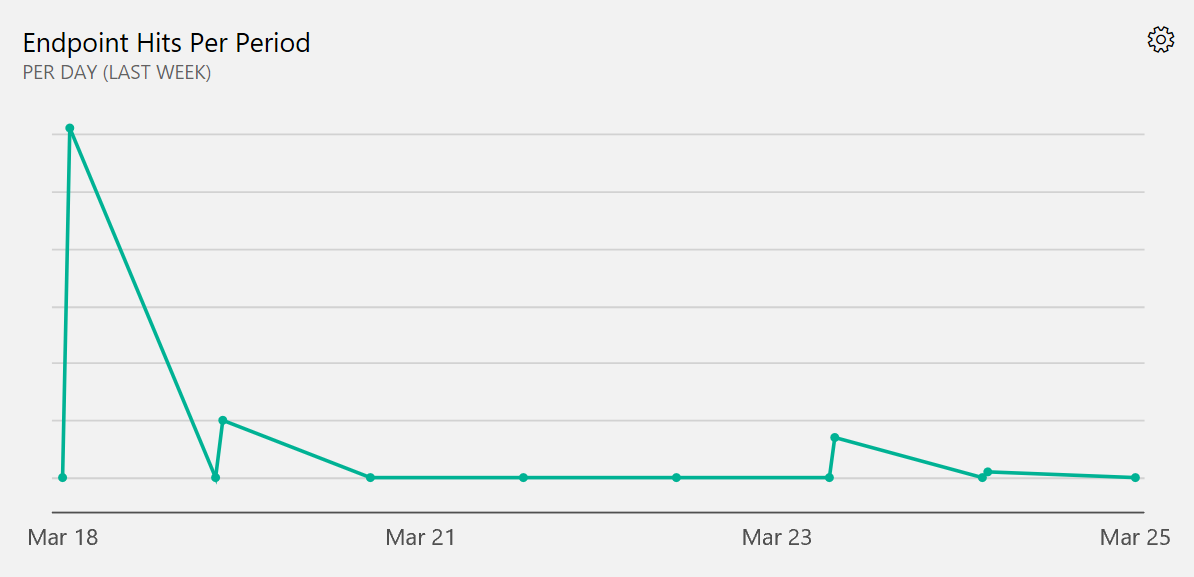 Endpoint Hits Per Period
PER DAY (LAST WEEK)
Mar 18 Mar 21 Mar 23 Mar 25